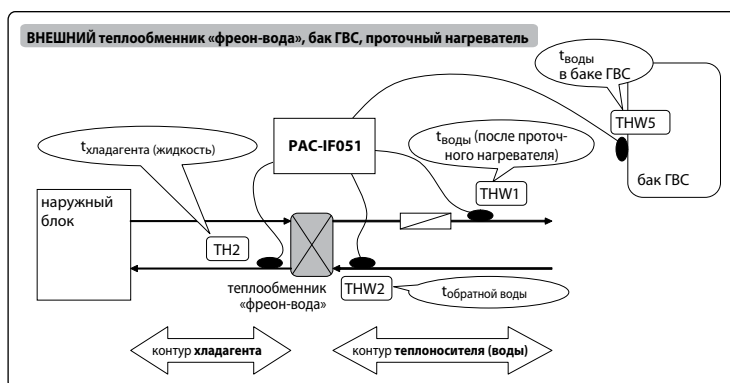 ВНЕШНИЙ теплообменник «фреон-вода», бак ГВС, проточный нагреватель
tводы
в баке ГВС
THW5
бак ГВС
PAC-IF051
tводы (после проточ-
ного нагревателя)
THW1
tхладагента (жидкость)
наружный
блок
TH2
теплообменник
«фреон-вода»
THW2
tобратной воды
контур хладагента
контур теплоносителя (воды)